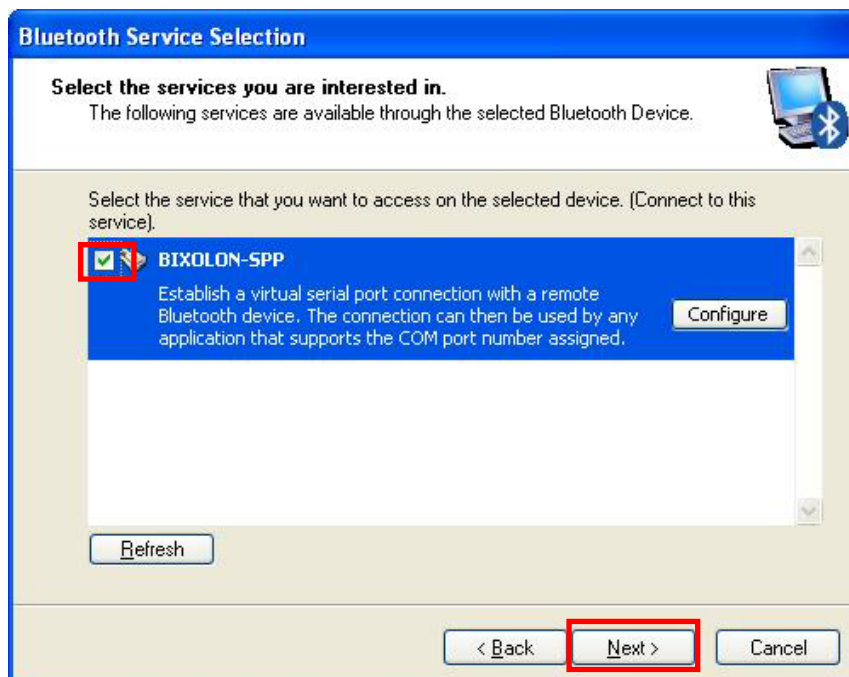 Bluetooth Service Selection
Select the services you are interested in.
The following services are available through the selected Bluetooth Device.
Select the service that you want to access on the selected device. (Connect to this
service).
BIXOLON-SPP
Establish a virtual serial port connection with a remote
Bluetooth device. The connection can then be used by any
application that supports the COM port number assigned.
Configure
Refresh
< Back
Next >
Cancel